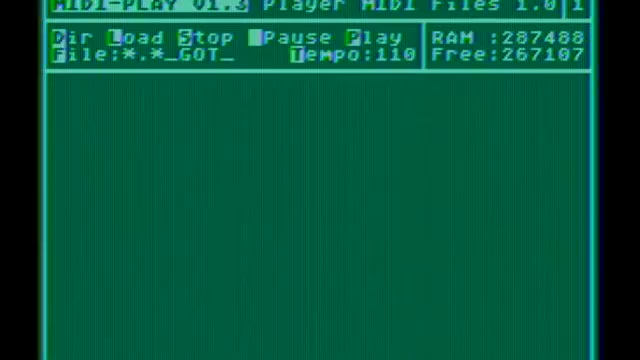 MIDI-PLAY V1.3 Player MIDI Files 1.0 1
Dir Load Stop Pause Play RAM :287488
File:*.*_GOT_ Tempo:110 Free:267107